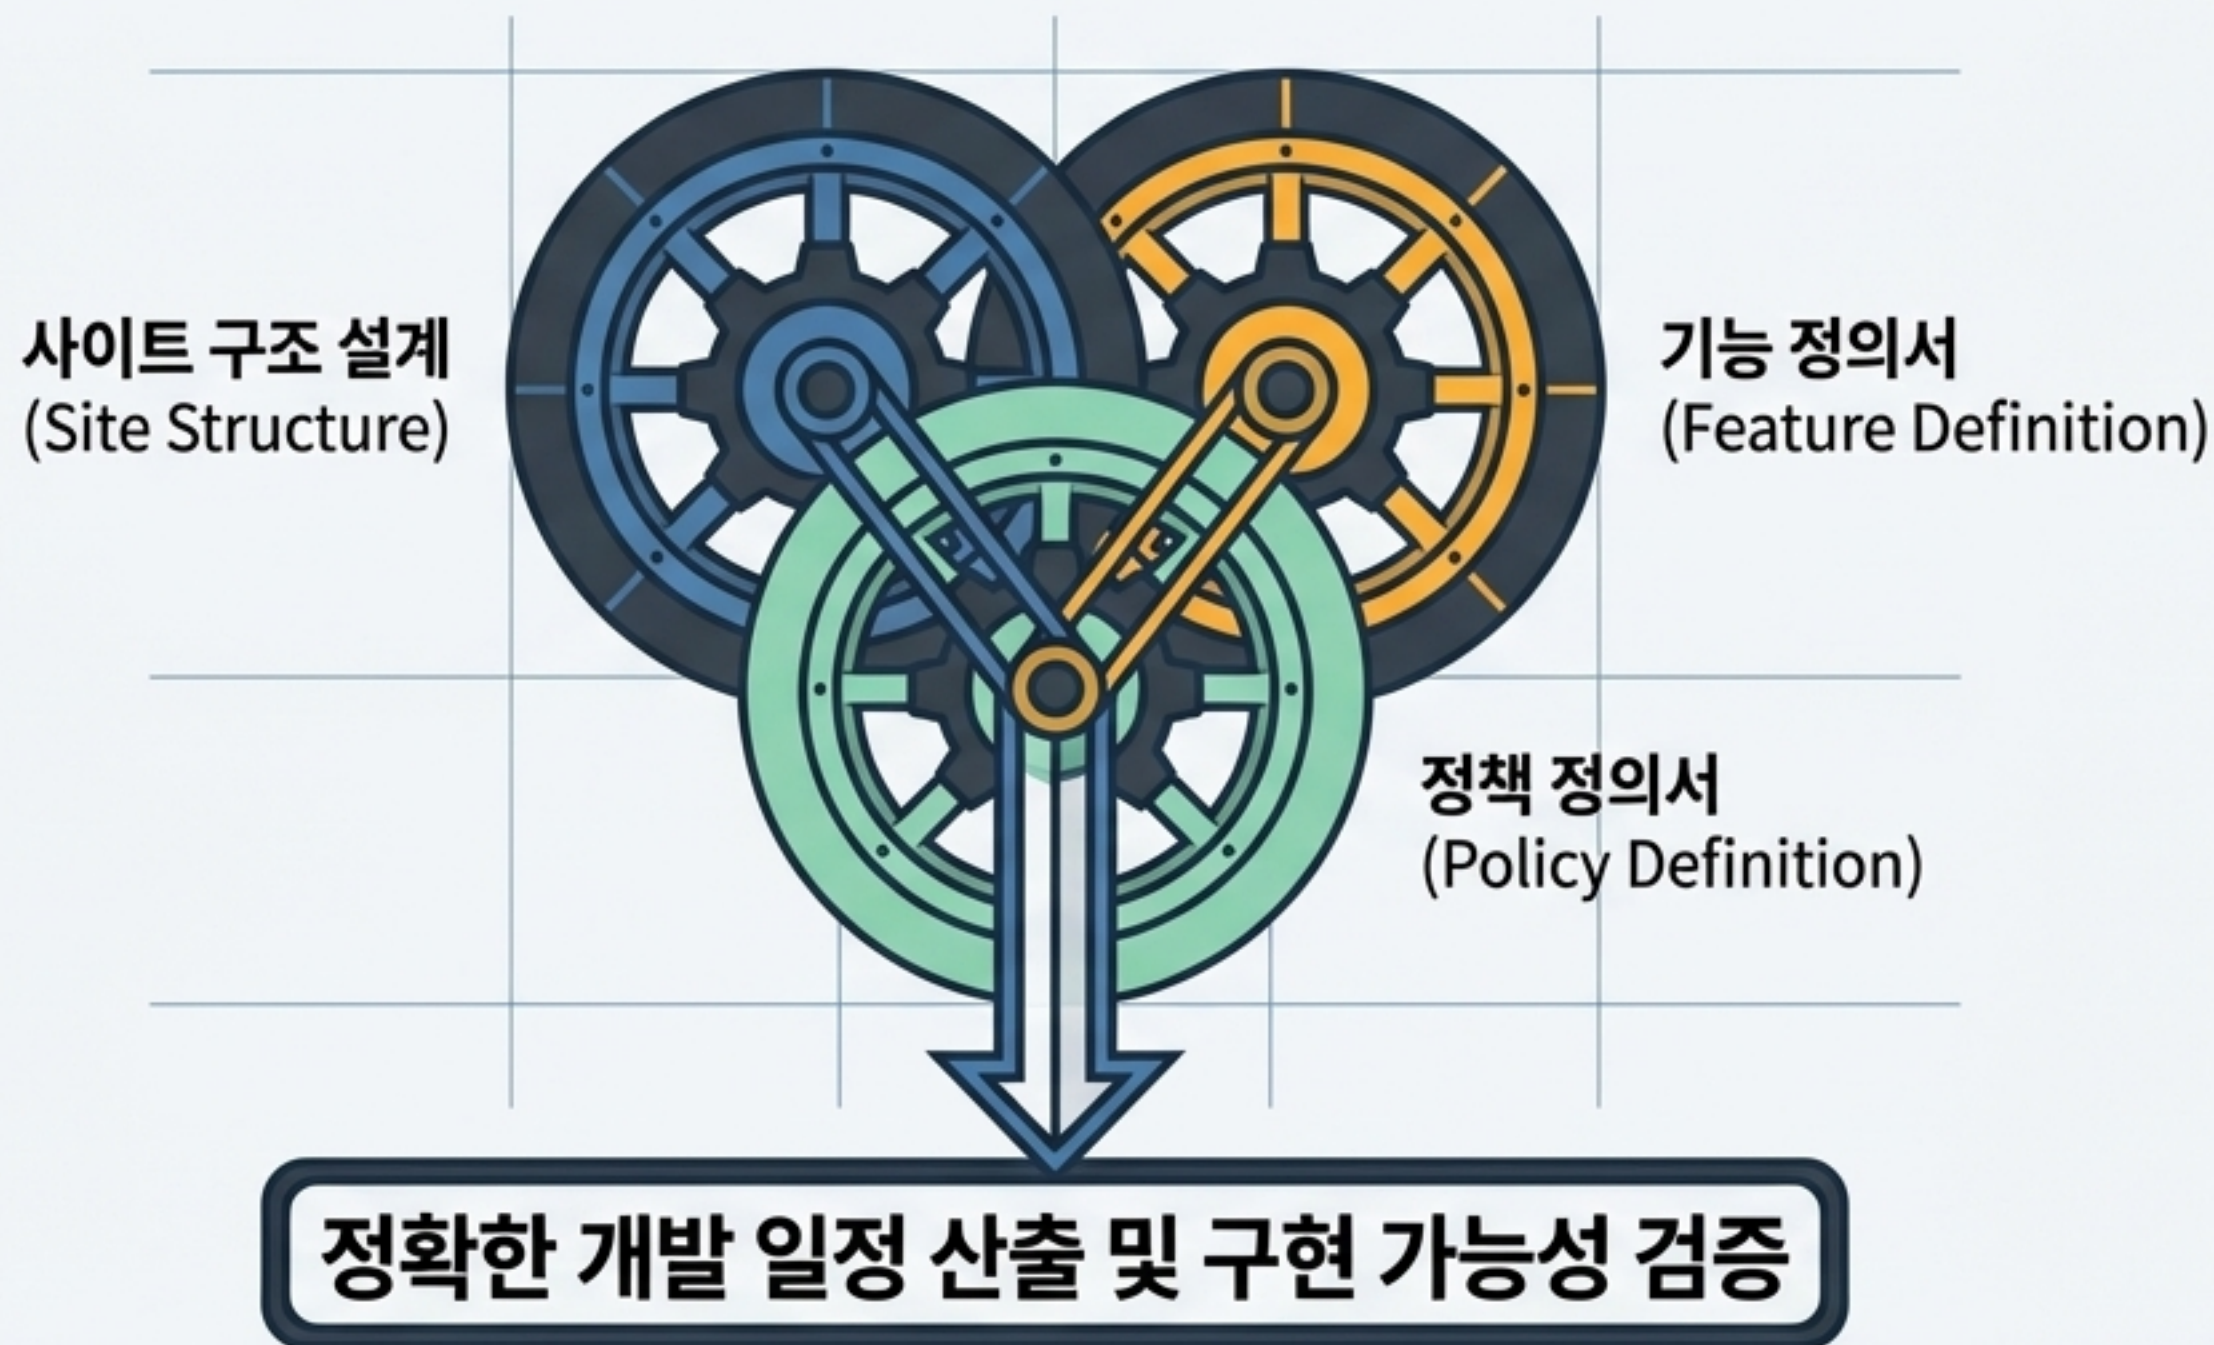 사이트 구조 설계
(Site Structure)
기능 정의서
(Feature Definition)
정책 정의서
(Policy Definition)
정확한 개발 일정 산출 및 구현 가능성 검증